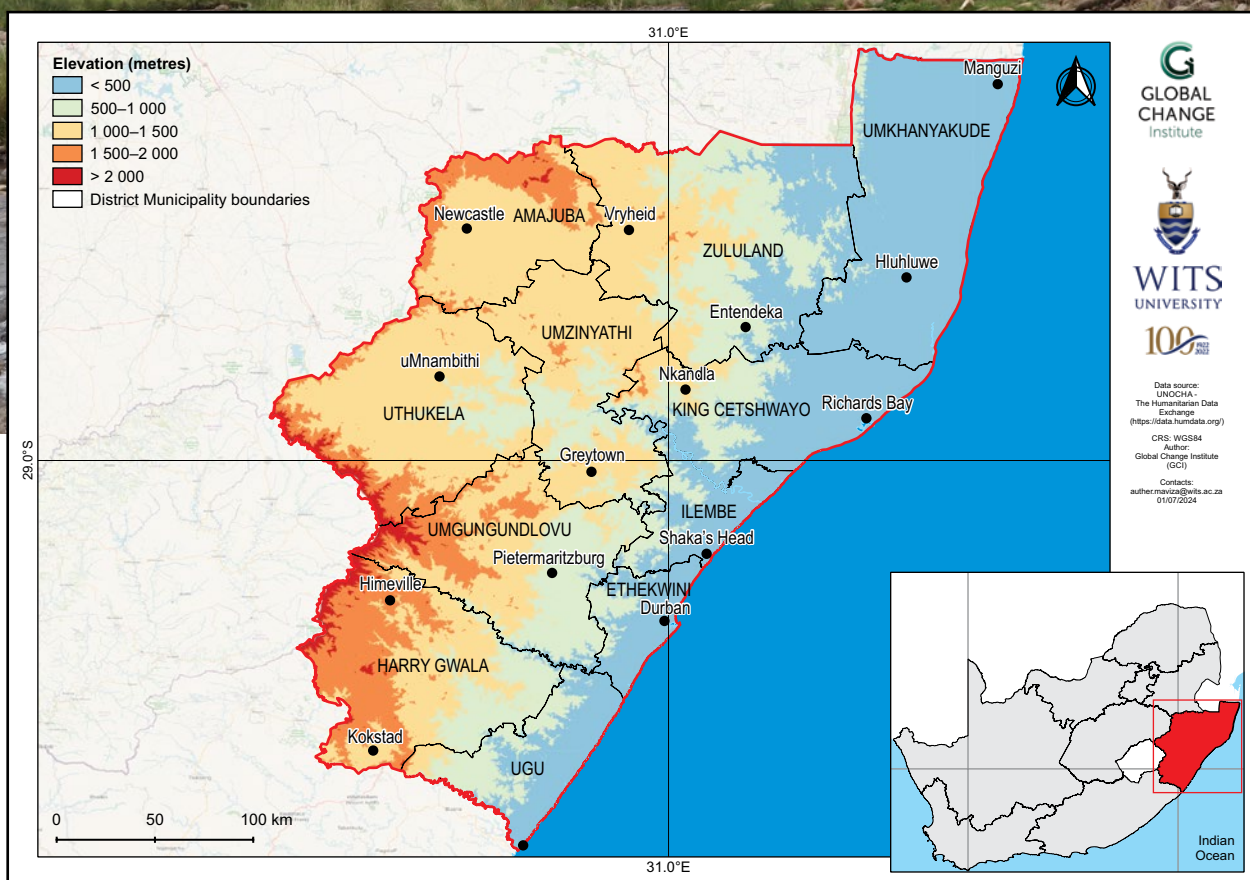 31.0°E
Elevation (metres)
< 500
500–1 000
1 000–1 500
1 500–2 000
> 2 000
District Municipality boundaries
Manguzi
UMKHANYAKUDE
Newcastle
AMAJUBA
Vryheid
ZULULAND
Hluhluwe
Entendeka
UMZINYATHI
uMnambithi
Nkandla
UTHUKELA
KING CETSHWAYO
Richards Bay
29.0°S
Greytown
ILEMBE
UMGUNGUNDLOVU
Shaka's Head
Pietermaritzburg
Himeville
ETHEKWINI
Durban
HARRY GWALA
Kokstad
UGU
0 50 100 km
31.0°E
Indian
Ocean
GLOBAL
CHANGE
Institute
WITS
UNIVERSITY
100
1922
2022
Data source:
UNOCHA -
The Humanitarian Data
Exchange
(https://data.humdata.org/)
CRS: WGS84
Author:
Global Change Institute
(GCI)
Contacts:
auther.maviza@wits.ac.za
01/07/2024